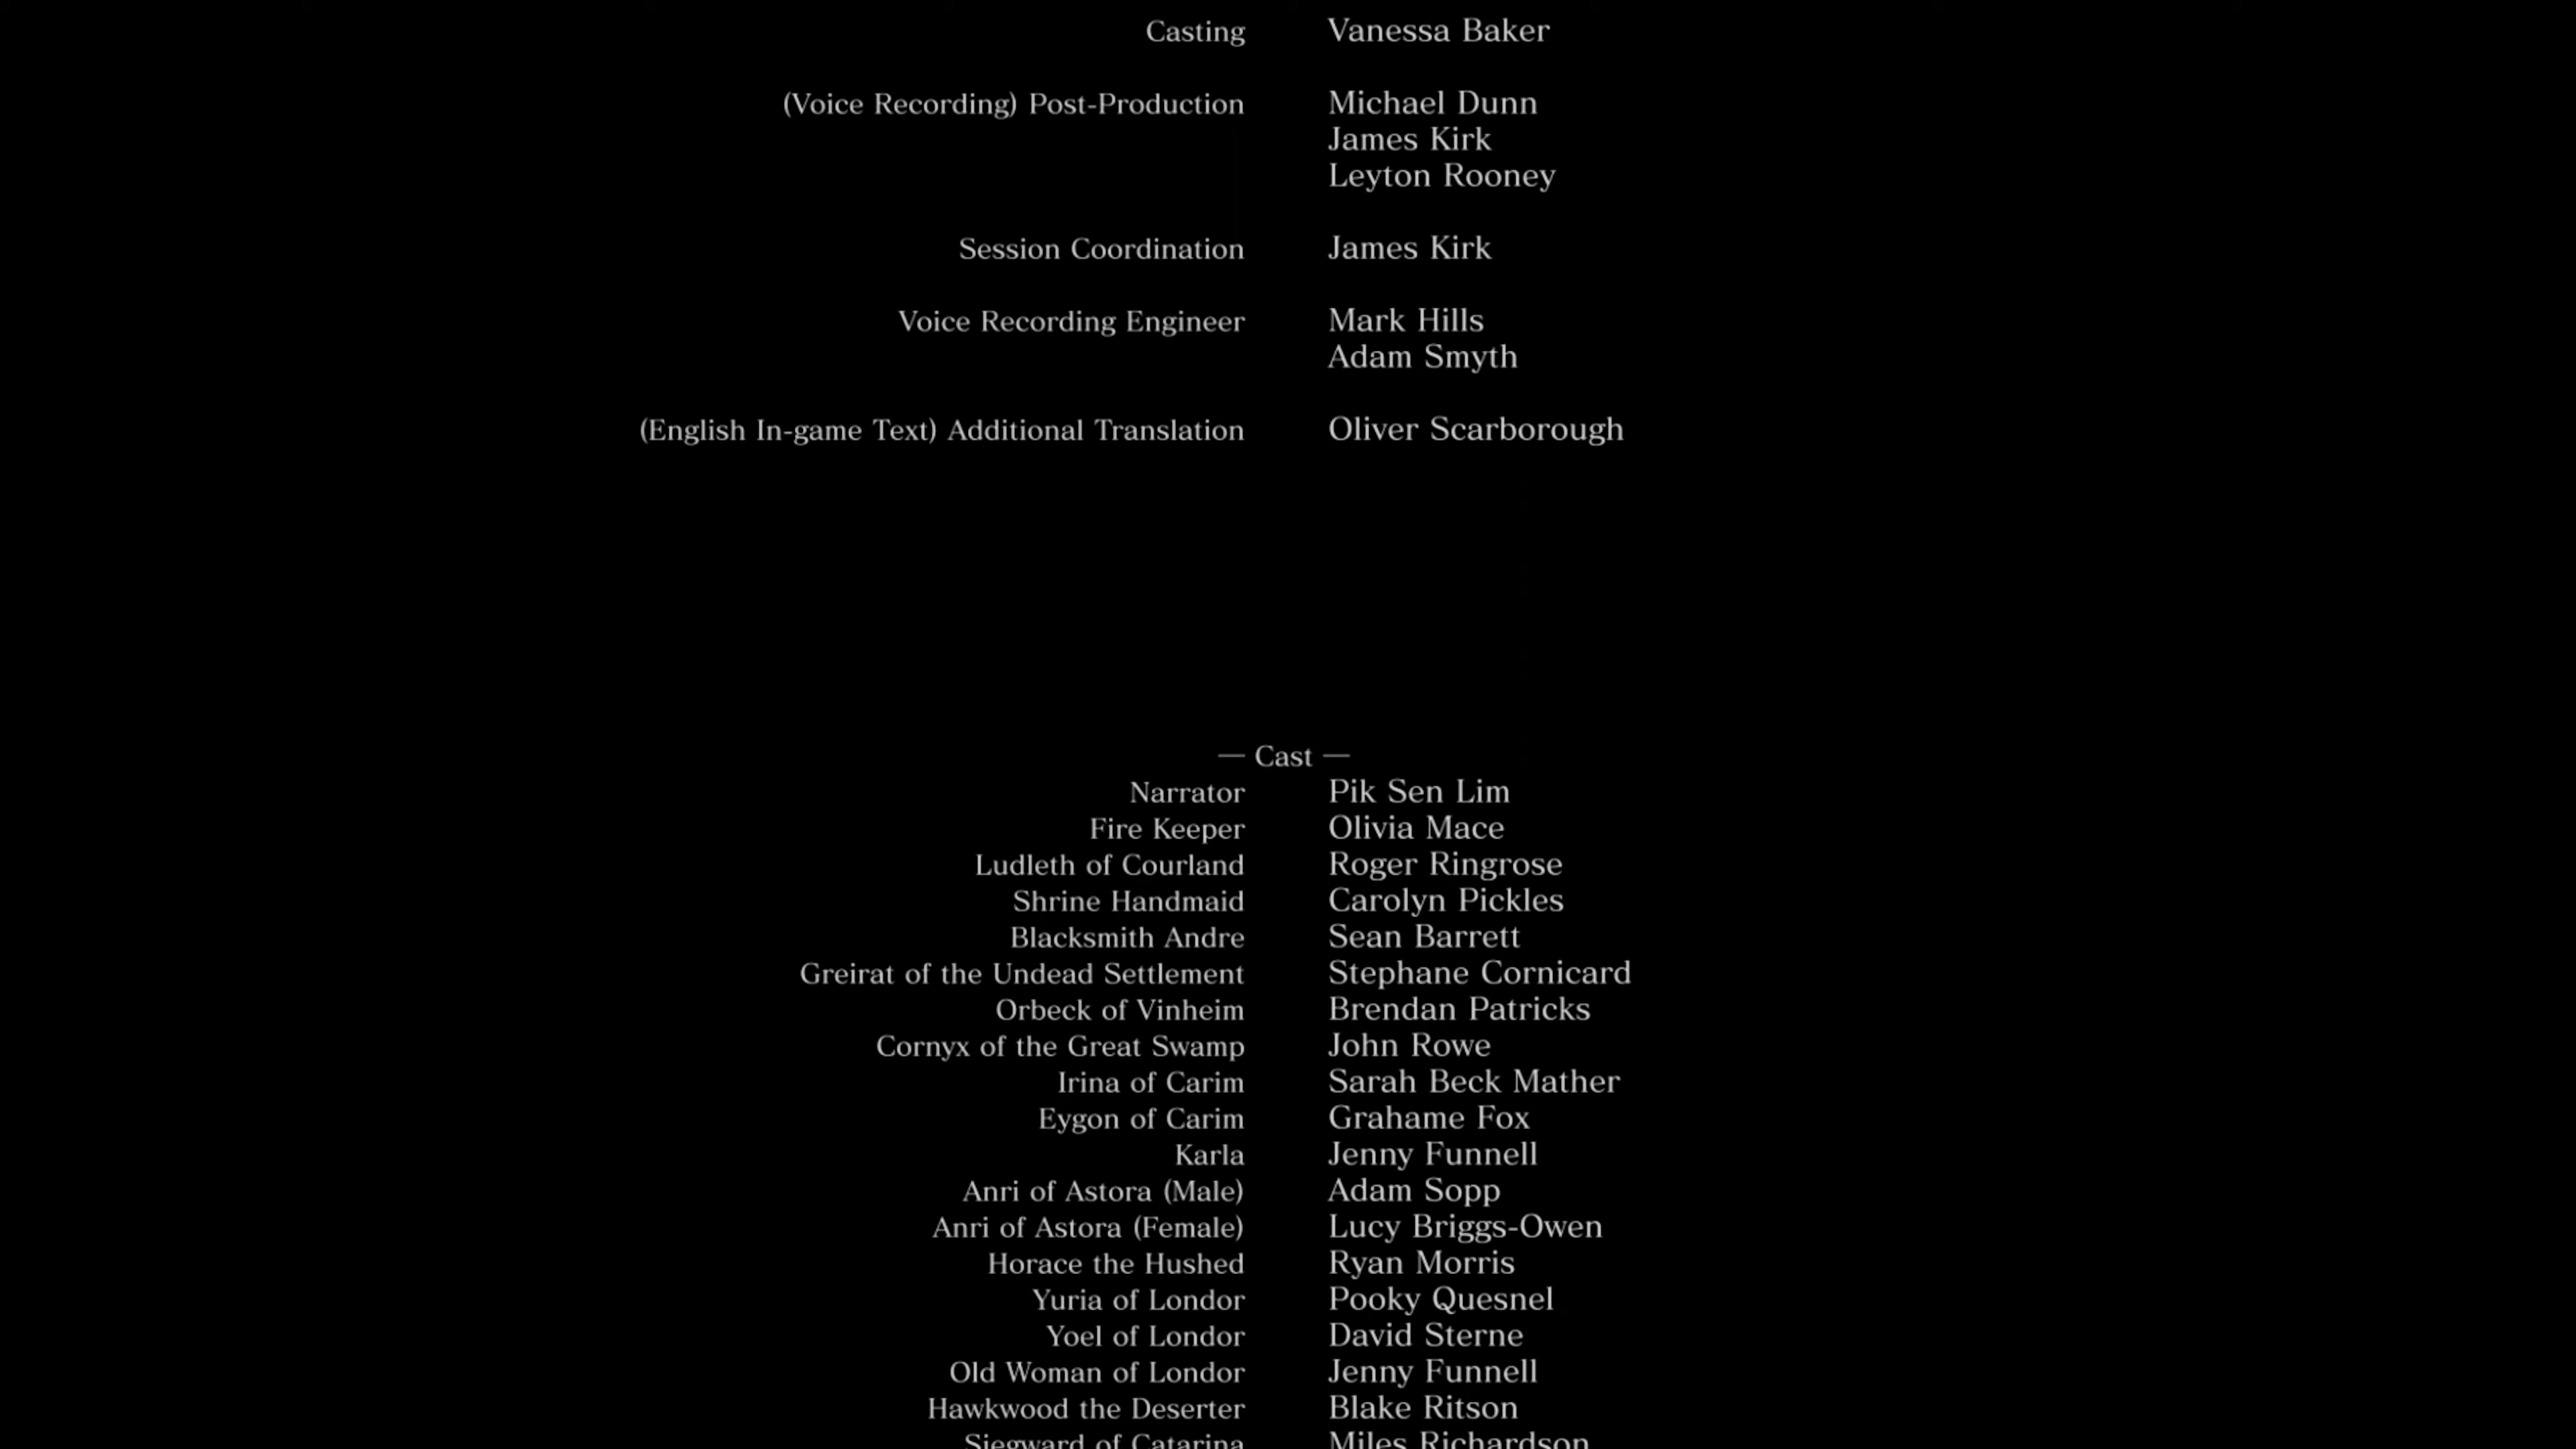 Casting Vanessa Baker
(Voice Recording) Post-Production Michael Dunn
James Kirk
Leyton Rooney
Session Coordination James Kirk
Voice Recording Engineer Mark Hills
Adam Smyth
(English In-game Text) Additional Translation Oliver Scarborough
— Cast —
Narrator Pik Sen Lim
Fire Keeper Olivia Mace
Ludleth of Courland Roger Ringrose
Shrine Handmaid Carolyn Pickles
Blacksmith Andre Sean Barrett
Greirat of the Undead Settlement Stephane Cornicard
Orbeck of Vinheim Brendan Patricks
Cornyx of the Great Swamp John Rowe
Irina of Carim Sarah Beck Mather
Eygon of Carim Grahame Fox
Karla Jenny Funnell
Anri of Astora (Male) Adam Sopp
Anri of Astora (Female) Lucy Briggs-Owen
Horace the Hushed Ryan Morris
Yuria of Londor Pooky Quesnel
Yoel of Londor David Sterne
Old Woman of Londor Jenny Funnell
Hawkwood the Deserter Blake Ritson
Siegward of Catarina Miles Richardson